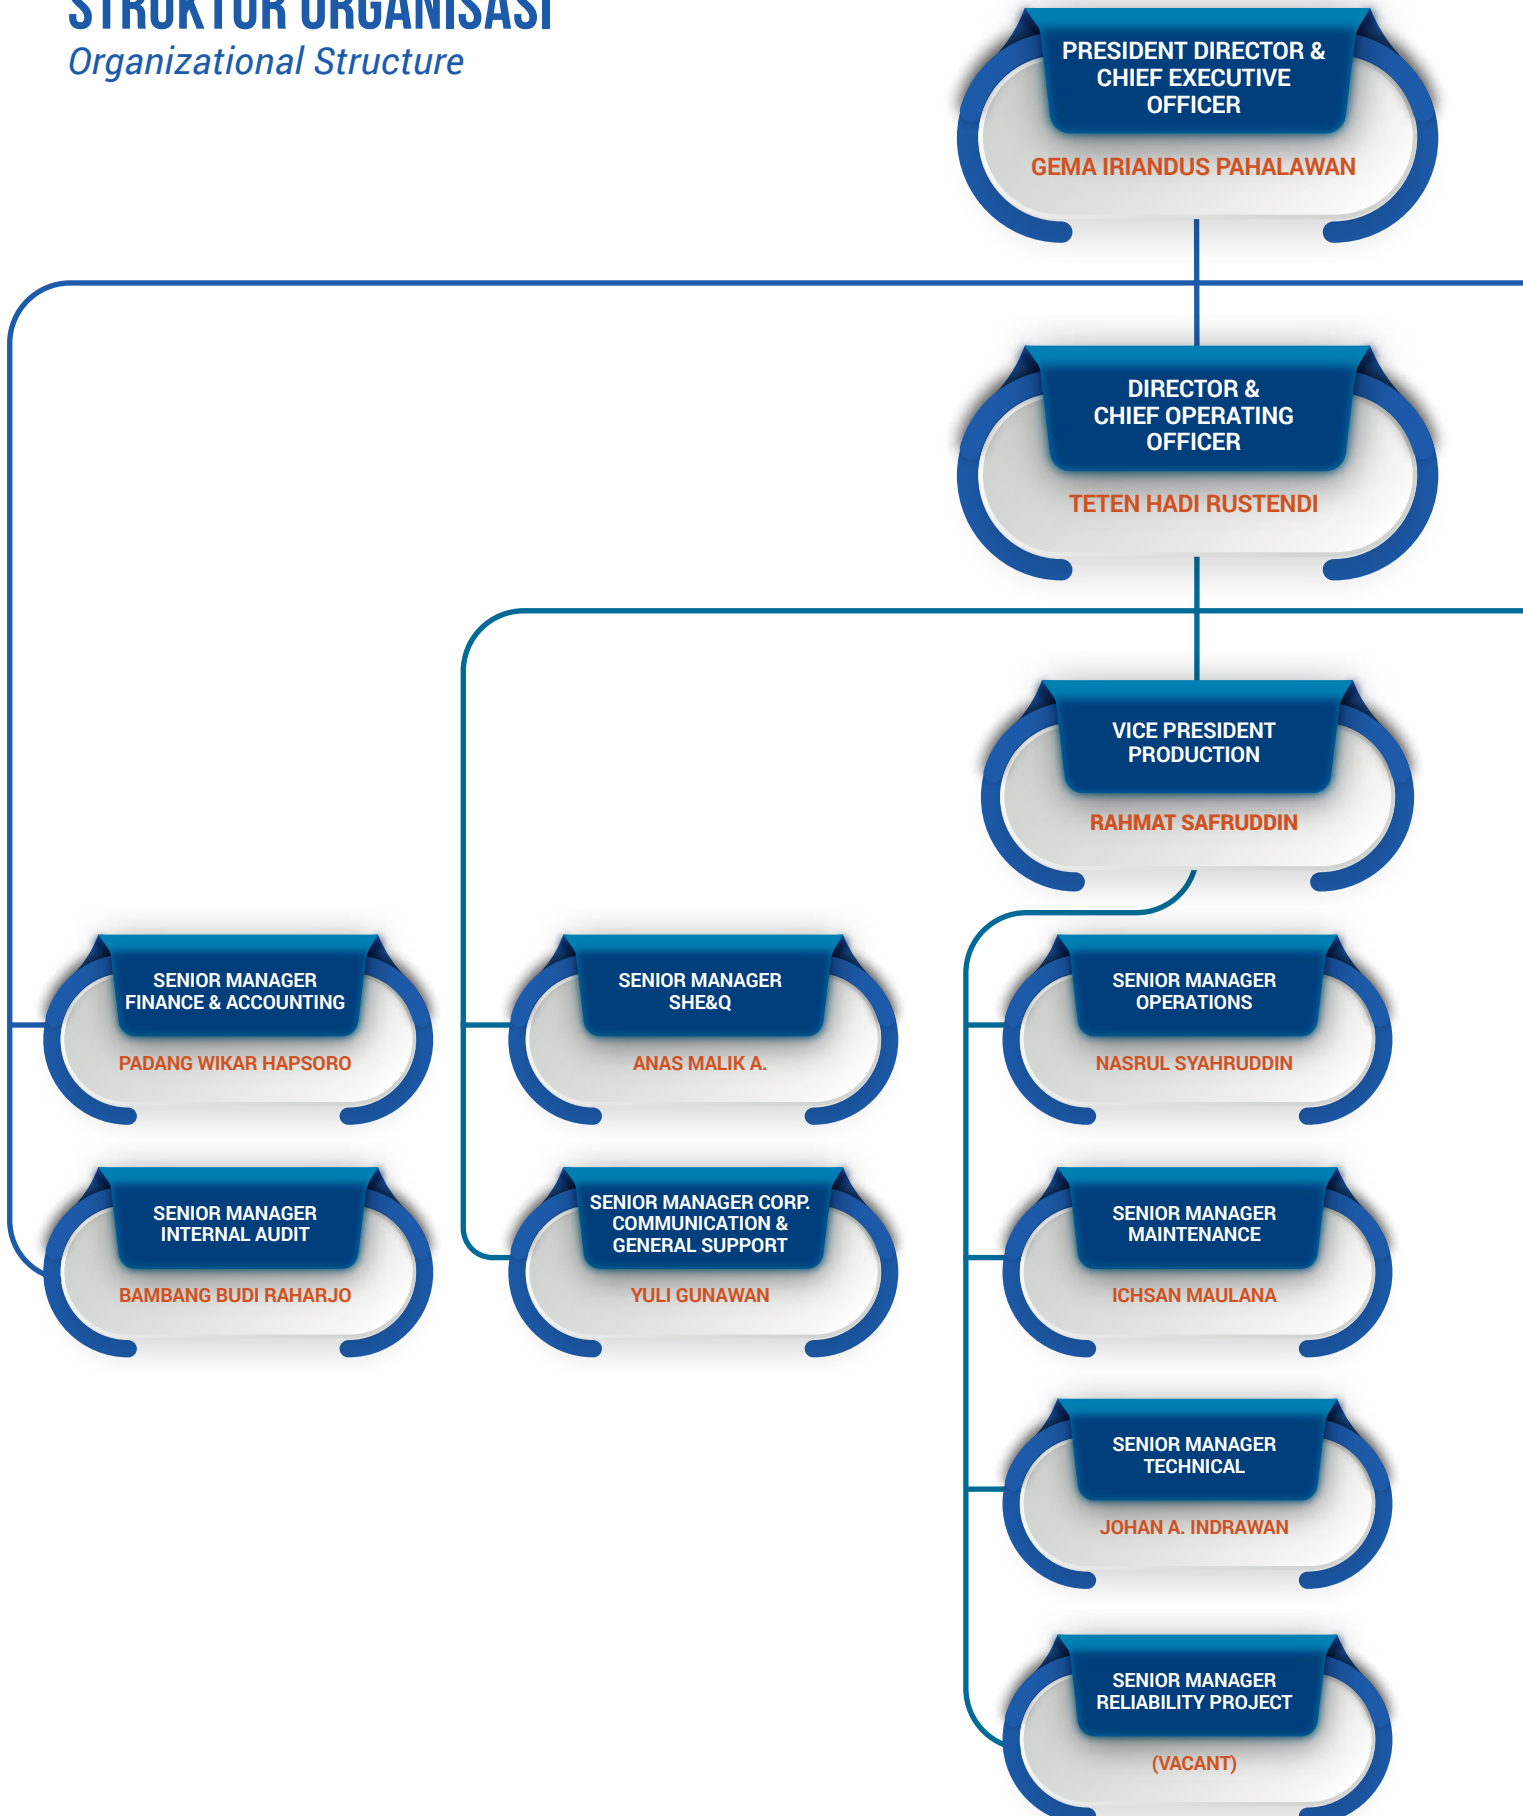 STRUKTUR ORGANISASI
Organizational Structure
PRESIDENT DIRECTOR &
CHIEF EXECUTIVE
OFFICER
GEMA IRIANDUS PAHALAWAN
DIRECTOR &
CHIEF OPERATING
OFFICER
TETEN HADI RUSTENDI
VICE PRESIDENT
PRODUCTION
RAHMAT SAFRUDDIN
SENIOR MANAGER
FINANCE & ACCOUNTING
PADANG WIKAR HAPSORO
SENIOR MANAGER
SHE&Q
ANAS MALIK A.
SENIOR MANAGER
OPERATIONS
NASRUL SYAHRUDDIN
SENIOR MANAGER
INTERNAL AUDIT
BAMBANG BUDI RAHARJO
SENIOR MANAGER CORP.
COMMUNICATION &
GENERAL SUPPORT
YULI GUNAWAN
SENIOR MANAGER
MAINTENANCE
ICHSAN MAULANA
SENIOR MANAGER
TECHNICAL
JOHAN A. INDRAWAN
SENIOR MANAGER
RELIABILITY PROJECT
(VACANT)